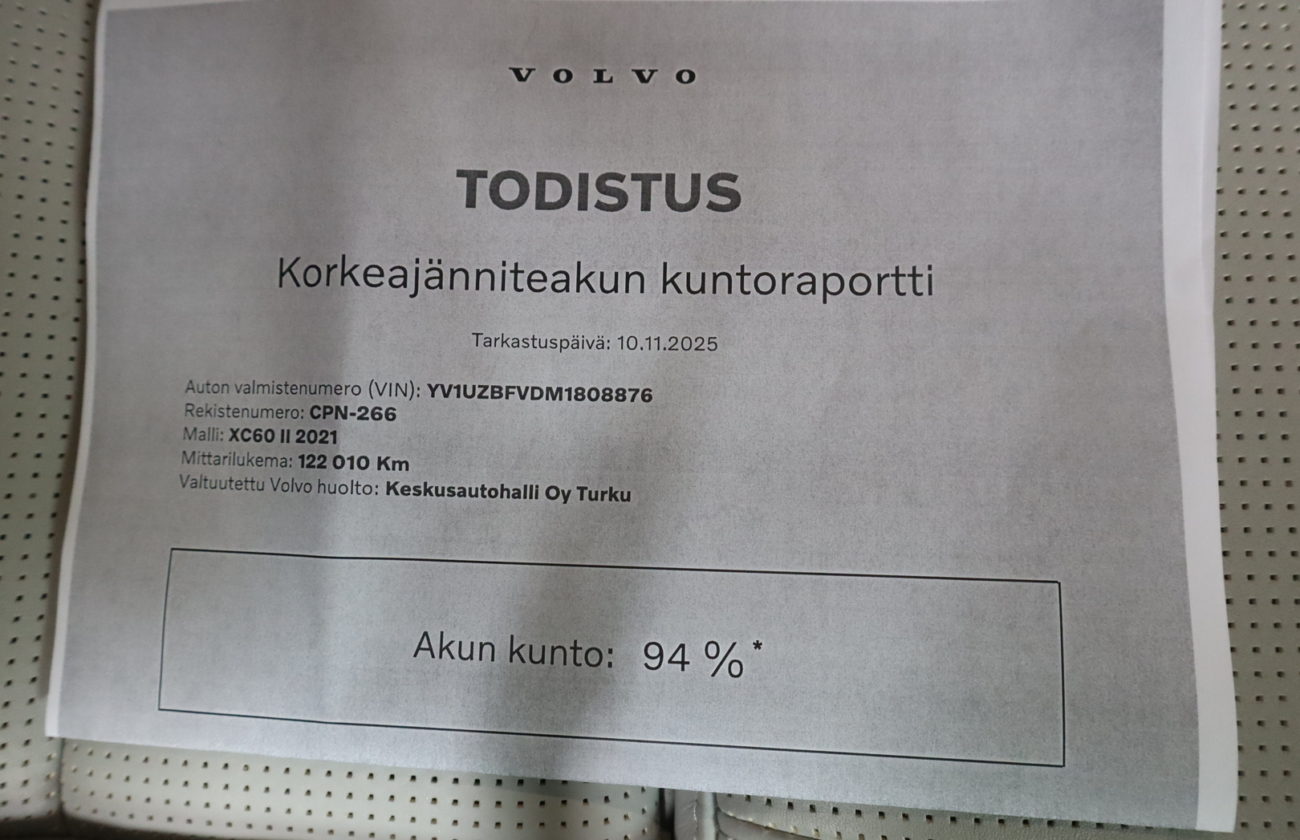 VOLVO
TODISTUS
Korkeajänniteakun kuntoraportti
Tarkastuspäivä: 10.11.2025
Auton valmistenumero (VIN): YV1UZBFVDM1808876
Rekistenumero: CPN-266
Malli: XC60 II 2021
Mittarilukema: 122 010 Km
Valtuutettu Volvo huolto: Keskusautohalli Oy Turku
Akun kunto: 94 %*